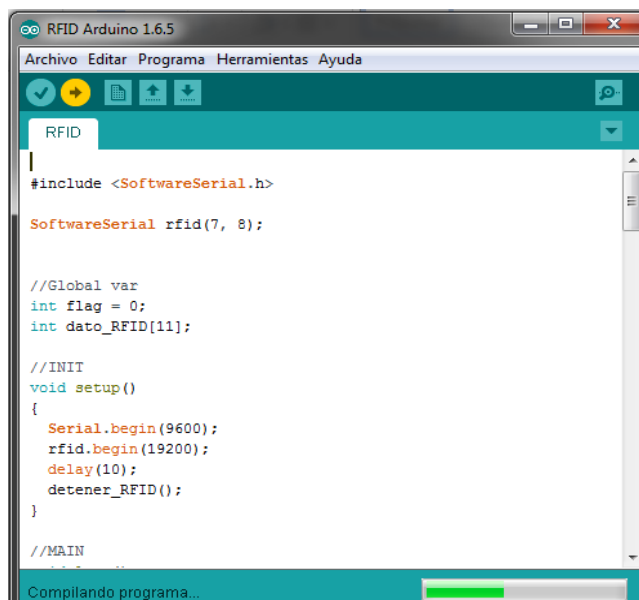 RFID Arduino 1.6.5
Archivo Editar Programa Herramientas Ayuda
RFID
#include <SoftwareSerial.h>
SoftwareSerial rfid(7, 8);
//Global var
int flag = 0;
int dato_RFID[11];
//INIT
void setup()
{
  Serial.begin(9600);
  rfid.begin(19200);
  delay(10);
  detener_RFID();
}
//MAIN
Compilando programa...